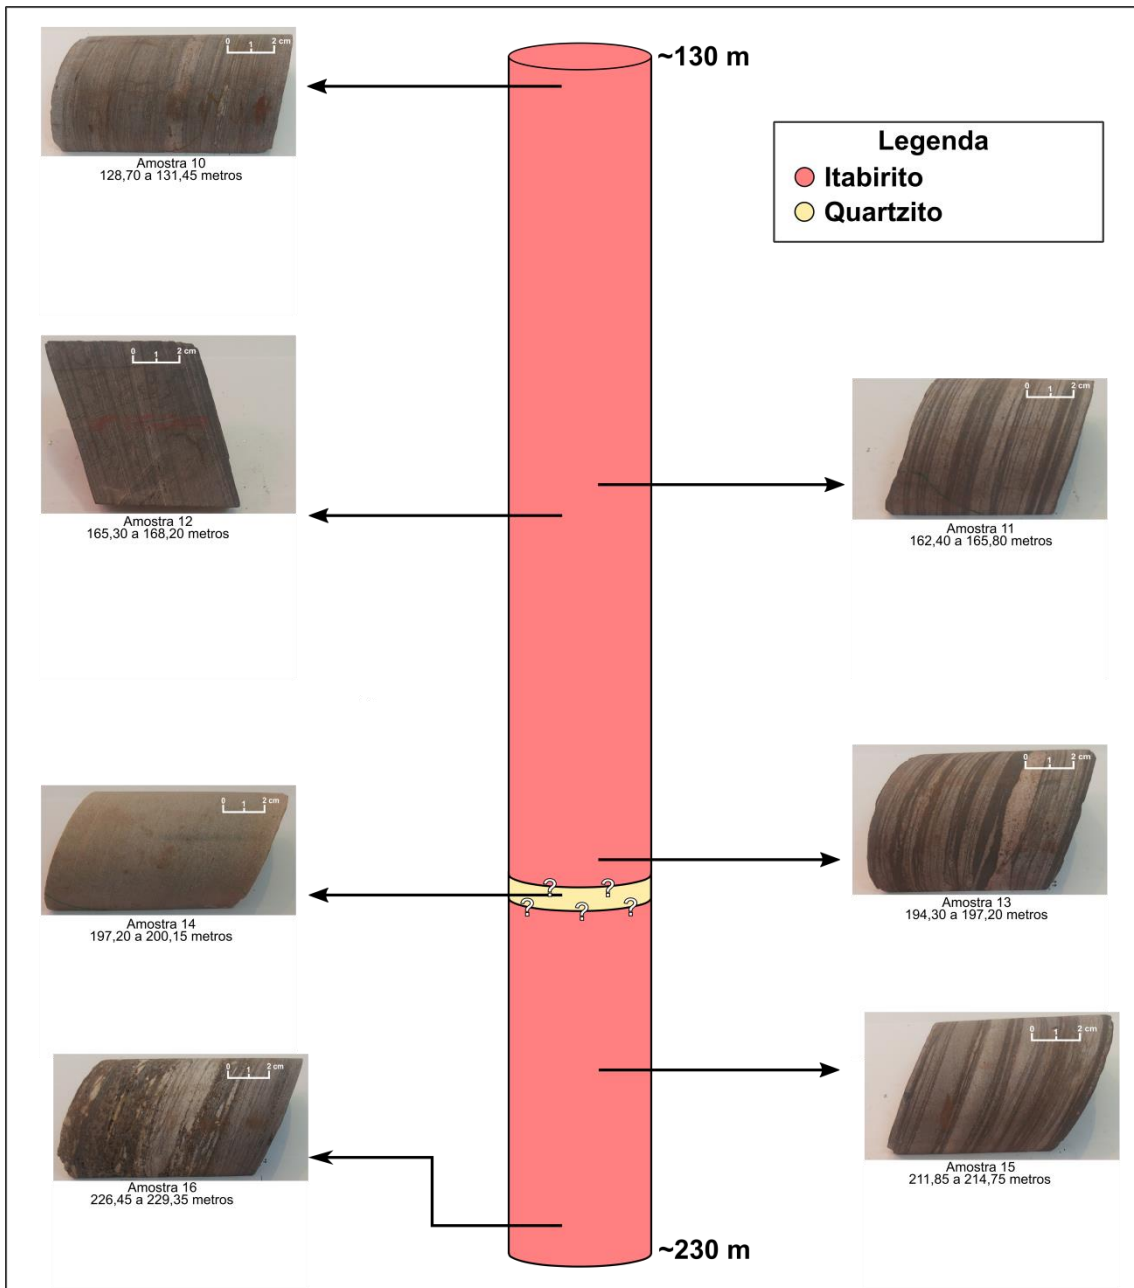 ~130 m
0 1 2 cm
Amostra 10
128,70 a 131,45 metros
Legenda
Itabirito
Quartzito
0 1 2 cm
Amostra 12
165,30 a 168,20 metros
0 1 2 cm
Amostra 11
162,40 a 165,80 metros
0 1 2 cm
Amostra 13
194,30 a 197,20 metros
0 1 2 cm
Amostra 14
197,20 a 200,15 metros
? ?
? ? ?
0 1 2 cm
Amostra 15
211,85 a 214,75 metros
0 1 2 cm
Amostra 16
226,45 a 229,35 metros
~230 m